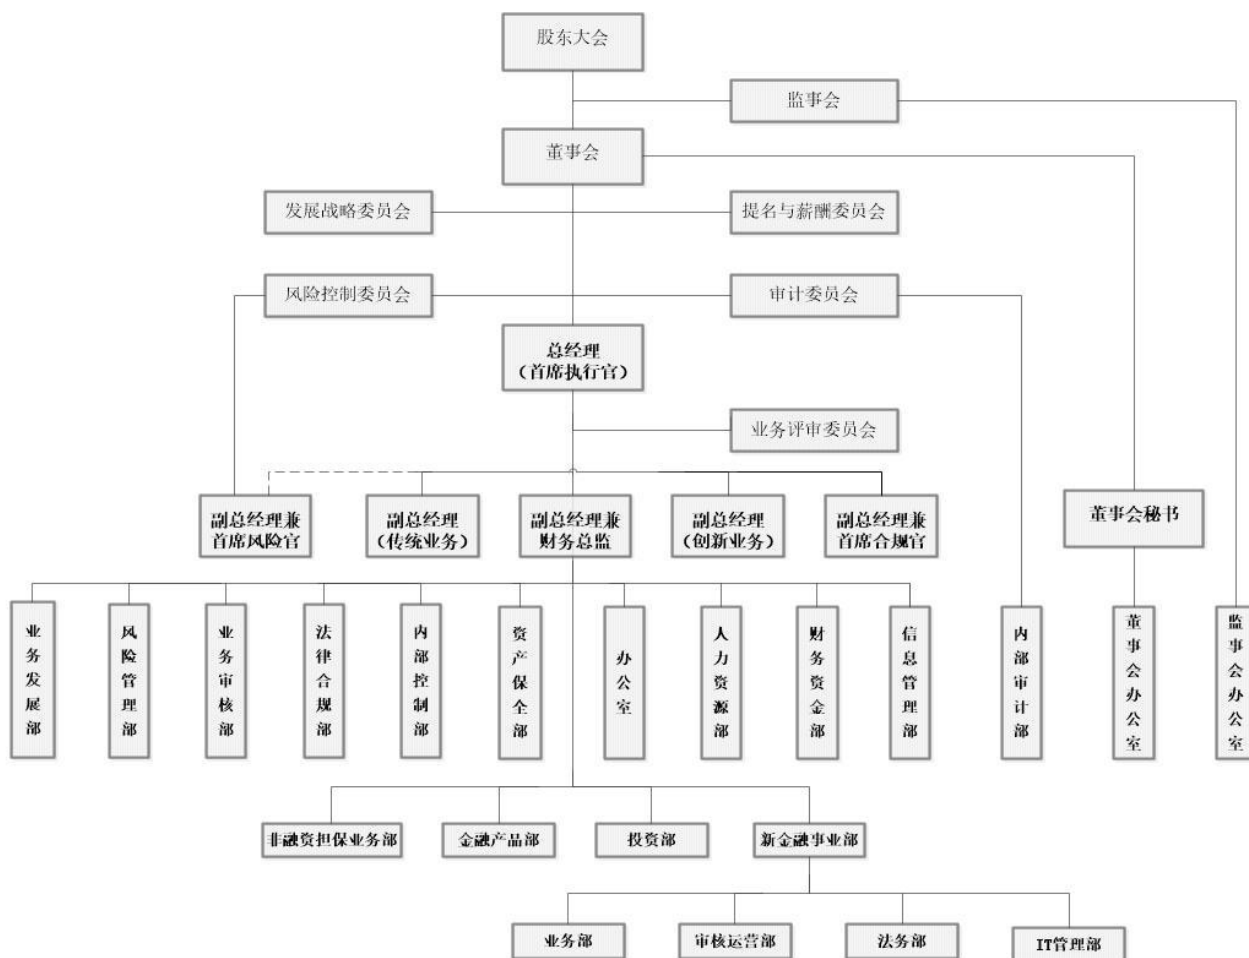 股东大会
监事会
董事会
发展战略委员会
提名与薪酬委员会
风险控制委员会
审计委员会
总经理
(首席执行官)
业务评审委员会
副总经理兼
首席风险官
副总经理
(传统业务)
副总经理兼
财务总监
副总经理
(创新业务)
副总经理兼
首席合规官
董事会秘书
业务发展部
风险管理部
业务审核部
法律合规部
内部控制部
资产保全部
办公室
人力资源部
财务资金部
信息管理部
内部审计部
董事会办公室
监事会办公室
非融资担保业务部
金融产品部
投资部
新金融事业部
业务部
审核运营部
法务部
IT管理部